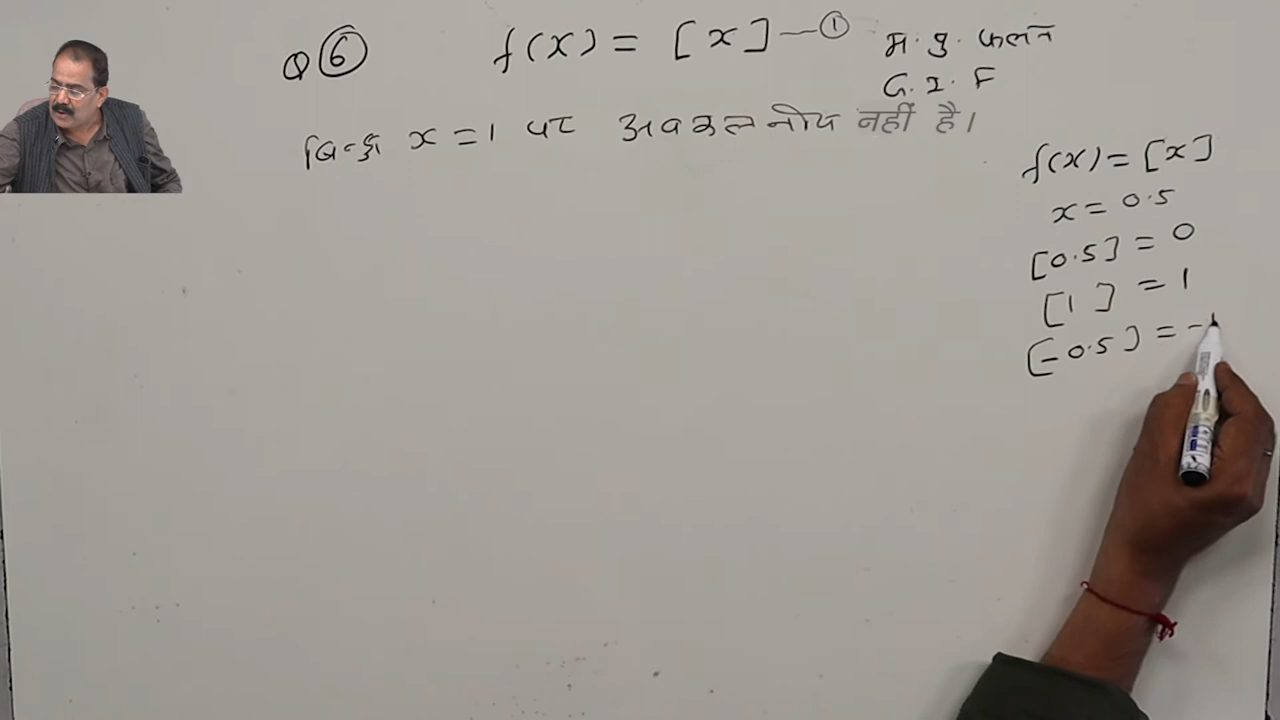 Q ⑥ f(x) = [x] — ① म. पु. फलन
G. I. F
बिन्दु x = 1 पर अवकलनीय नहीं है।
f(x) = [x]
x = 0.5
[0.5] = 0
[1] = 1
[-0.5] = -1